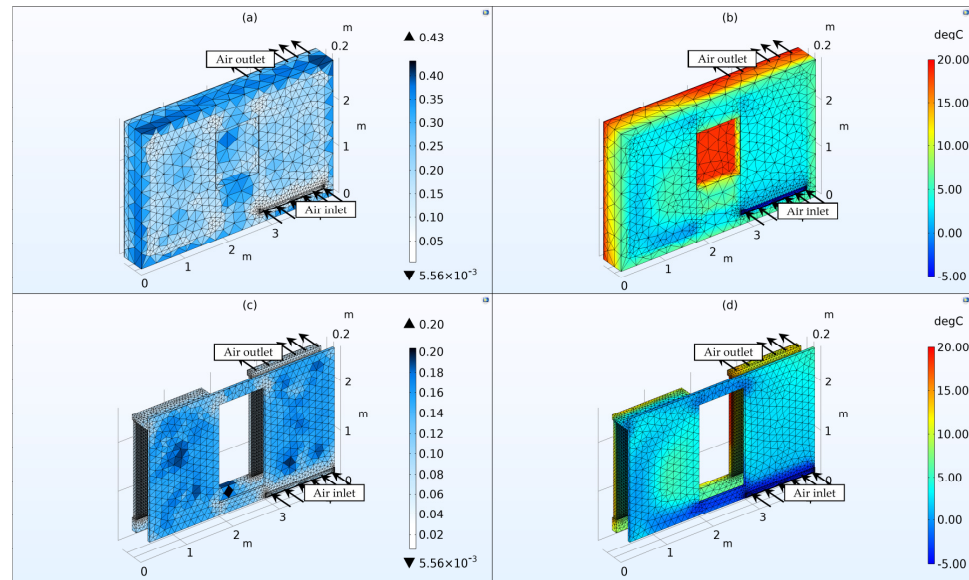 (a)
m
0.2
Air outlet
2
m
1
0
Air inlet
3
2
m
1
0
▲ 0.43
0.40
0.35
0.30
0.25
0.20
0.15
0.10
0.05
▼ 5.56×10⁻³
(b)
m
0.2
Air outlet
2
m
1
0
Air inlet
3
2
m
1
0
degC
20.00
15.00
10.00
5.00
0.00
-5.00
(c)
m
0.2
Air outlet
2
m
1
0
Air inlet
3
2
m
1
0
▲ 0.20
0.20
0.18
0.16
0.14
0.12
0.10
0.08
0.06
0.04
0.02
▼ 5.56×10⁻³
(d)
m
0.2
Air outlet
2
m
1
0
Air inlet
3
2
m
1
0
degC
20.00
15.00
10.00
5.00
0.00
-5.00